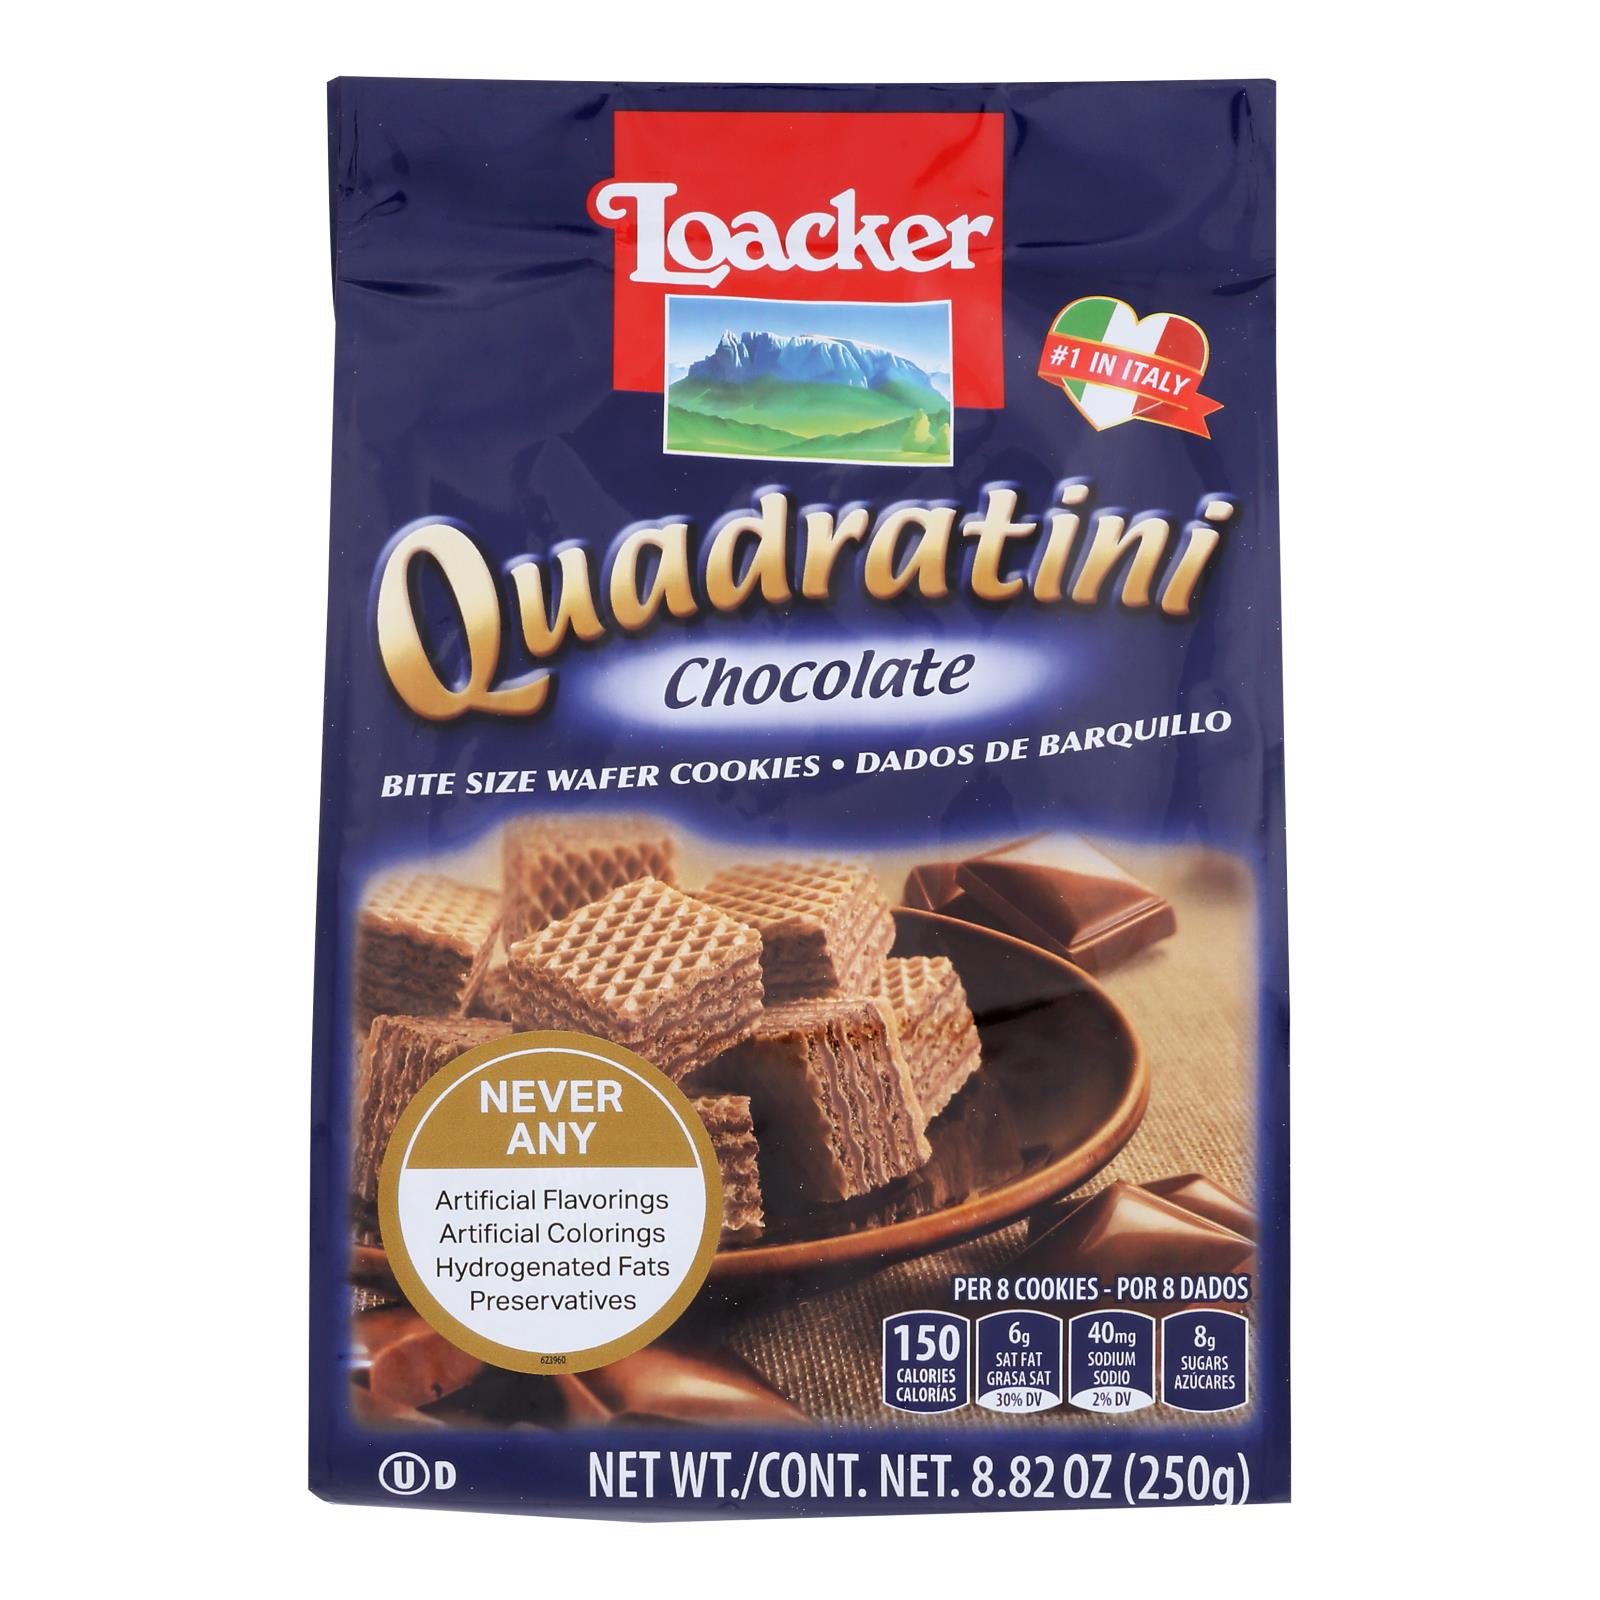 Loacker
#1 IN ITALY
Quadratini
Chocolate
BITE SIZE WAFER COOKIES • DADOS DE BARQUILLO
NEVER
ANY
Artificial Flavorings
Artificial Colorings
Hydrogenated Fats
Preservatives
623960
PER 8 COOKIES - POR 8 DADOS
150
CALORIES
CALORÍAS
6g
SAT FAT
GRASA SAT
30% DV
40mg
SODIUM
SODIO
2% DV
8g
SUGARS
AZÚCARES
U D
NET WT./CONT. NET. 8.82 OZ (250g)